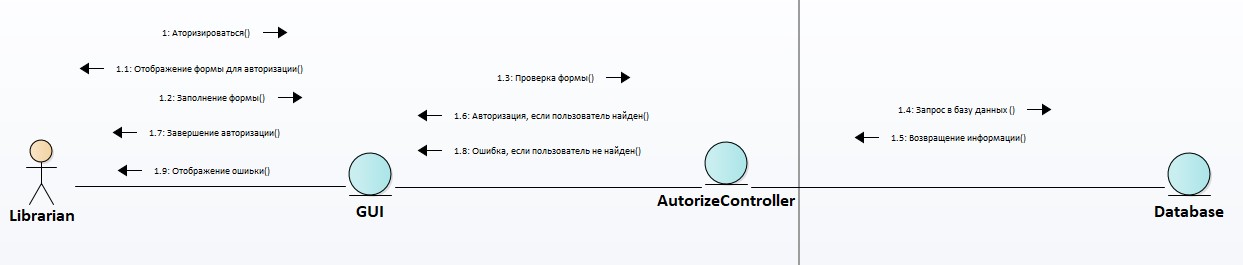 1: Аторизироваться()
1.1: Отображение формы для авторизации()
1.2: Заполнение формы()
1.7: Завершение авторизации()
1.9: Отображение ошиьки()
Librarian
GUI
1.3: Проверка формы()
1.6: Авторизация, если пользователь найден()
1.8: Ошибка, если пользователь не найден()
AutorizeController
1.4: Запрос в базу данных ()
1.5: Возвращение информации()
Database